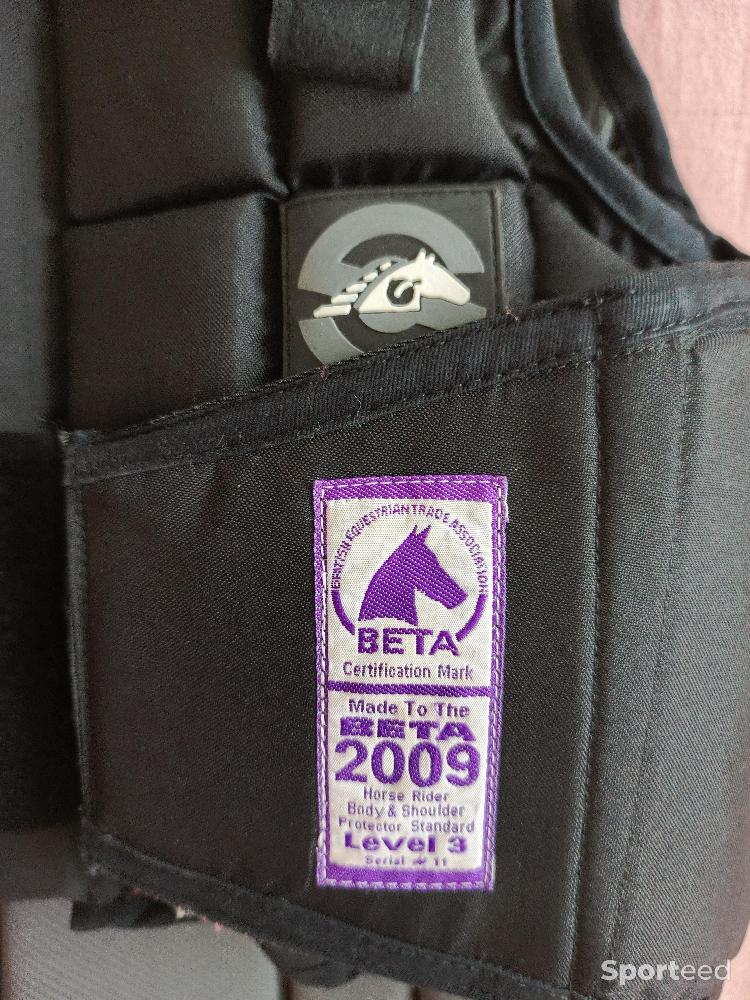 BRITISH EQUESTRIAN TRADE ASSOCIATION
BETA
Certification Mark
Made To The
BETA
2009
Horse Rider
Body & Shoulder
Protector Standard
Level 3
Serial # 11
Sporteed